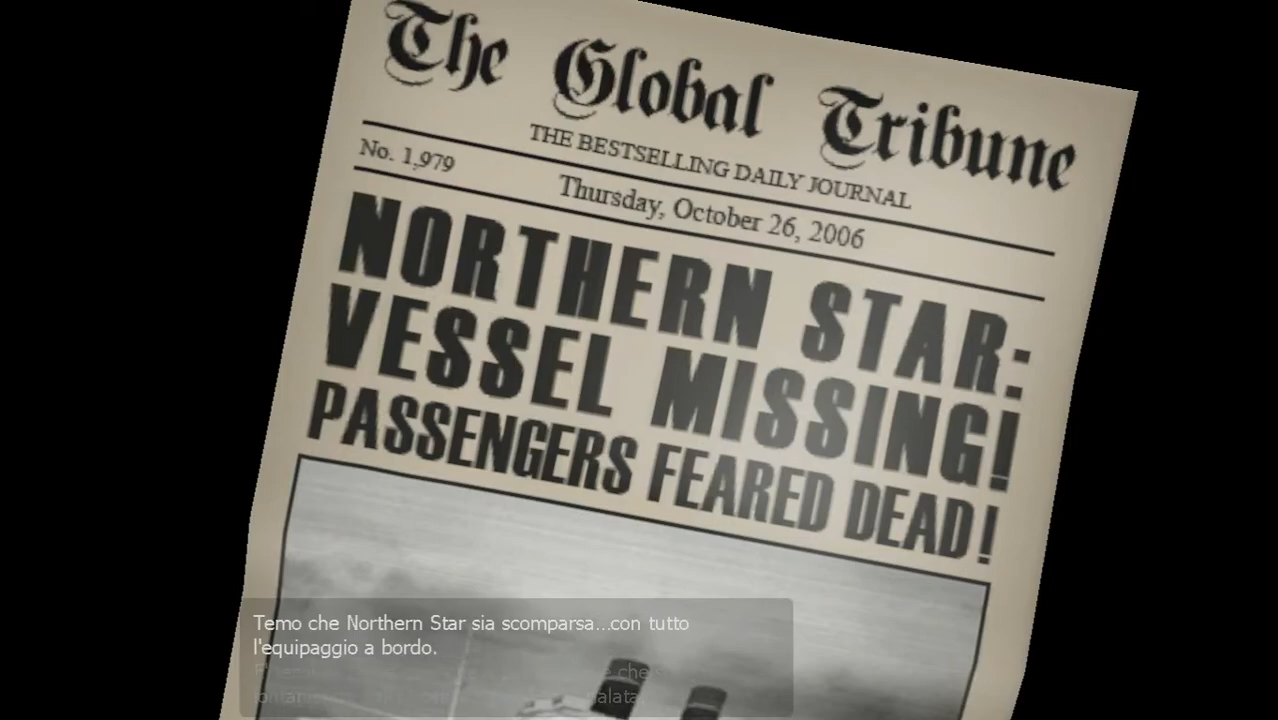 The Global Tribune
THE BESTSELLING DAILY JOURNAL
No. 1,979
Thursday, October 26, 2006
NORTHERN STAR:
VESSEL MISSING!
PASSENGERS FEARED DEAD!
Temo che Northern Star sia scomparsa...con tutto
l'equipaggio a bordo.